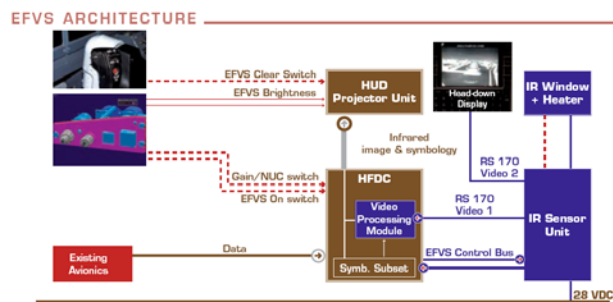 EFVS ARCHITECTURE
EFVS Clear Switch
EFVS Brightness
HUD
Projector Unit
Head-down
Display
IR Window
+ Heater
Infrared
image & symbology
RS 170
Video 2
Gain/NUC switch
EFVS On switch
HFDC
Video
Processing
Module
RS 170
Video 1
IR Sensor
Unit
Existing
Avionics
Data
Symb. Subset
EFVS Control Bus
28 VDC